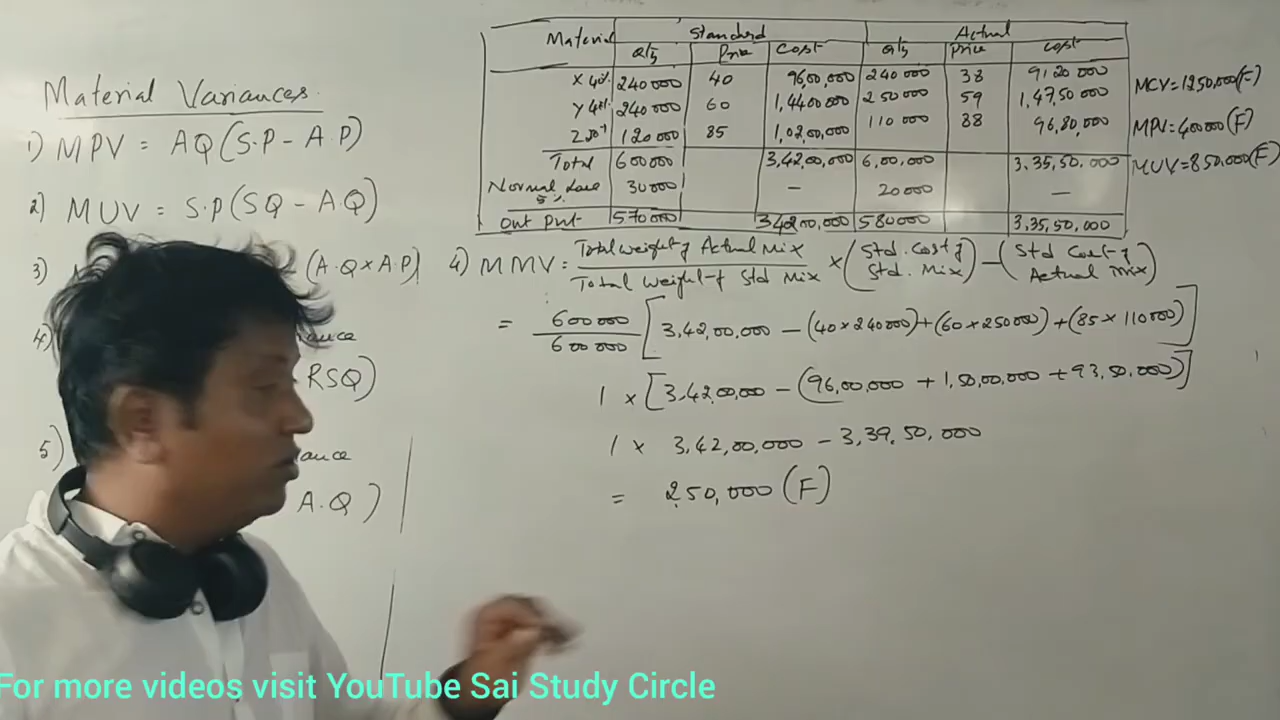 Material Variances.
1) MPV = AQ(S.P - A.P)
2) MUV = S.P(SQ - A.Q)
3) (A.Q×A.P)
4) RSQ)
5) A.Q)
Material Standard Actual
Qty Price Cost Qty Price Cost
X 40% 240000 40 96,00,000 240000 38 91,20,000
Y 40% 240000 60 1,4400,000 250000 59 1,47,50,000
Z 20% 120000 85 1,02,00,000 110000 88 96,80,000
Total 600000 3,42,00,000 6,00,000 3,35,50,000
Normal Loss 5% 30000 — 20000 —
Out Put 570000 34200,000 580000 3,35,50,000
MCV=1250,000(F)
MPV=400000(F)
MUV=850,000(F)
4) MMV = Total weight of Actual Mix / Total weight of Std Mix × (Std. Cost of Std. Mix) - (Std Cost of Actual Mix)
= 600000 / 600000 [3,42,00,000 - (40×240000)+(60×250000)+(85×110000)]
1 × [3,42,00,000 - (96,00,000 + 1,50,00,000 + 93,50,000)]
1 × 3,42,00,000 - 3,39,50,000
= 250,000 (F)
For more videos visit YouTube Sai Study Circle